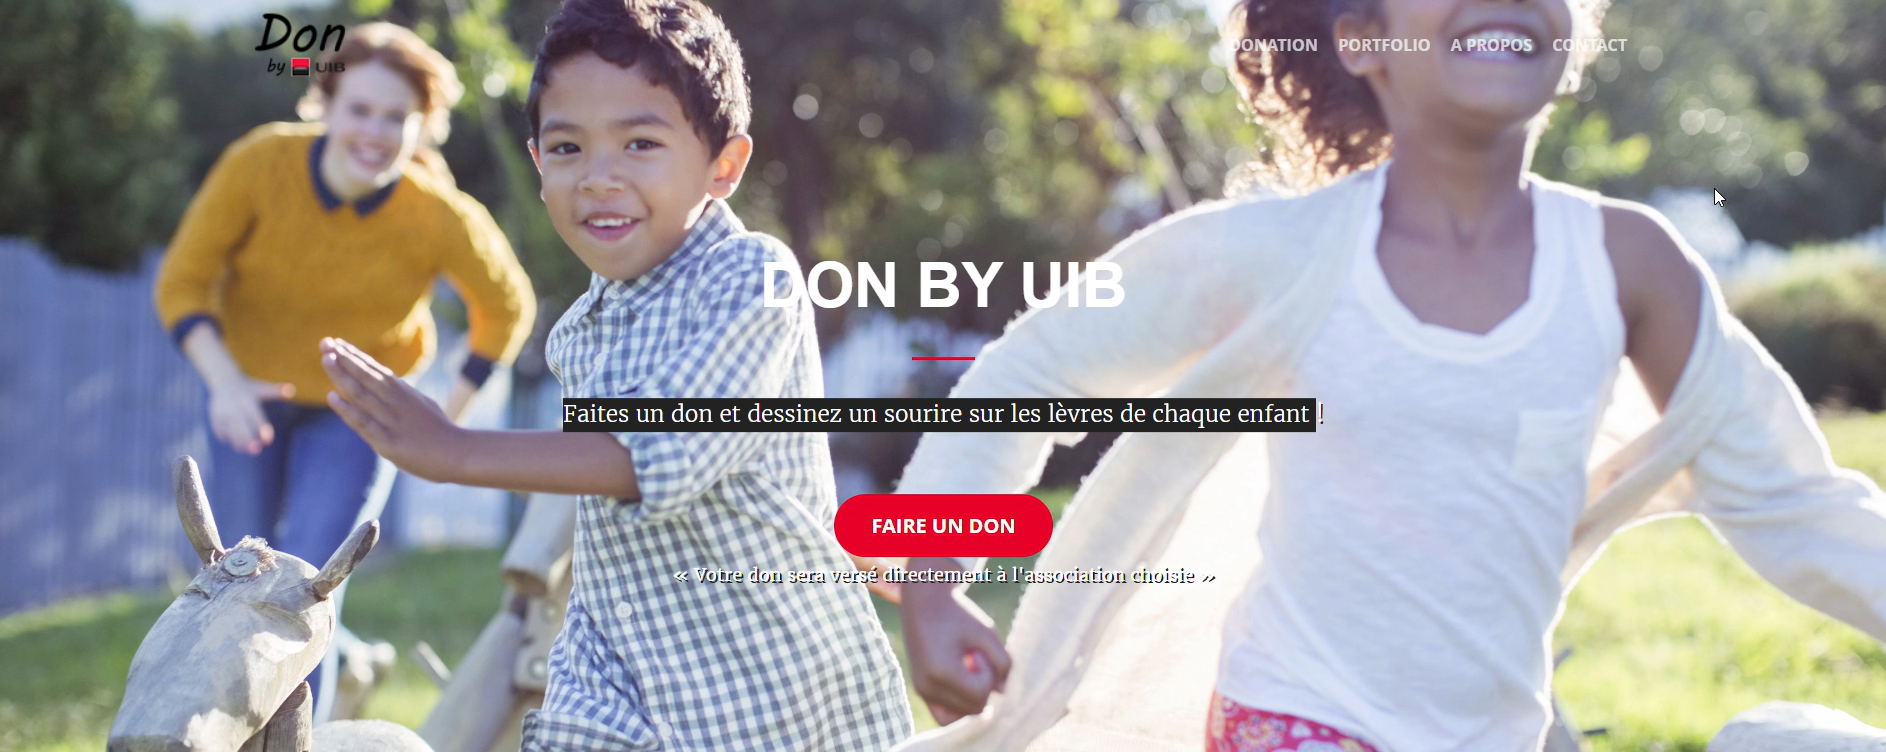 Don
by UIB
DONATION PORTFOLIO A PROPOS CONTACT
DON BY UIB
Faites un don et dessinez un sourire sur les lèvres de chaque enfant !
FAIRE UN DON
« Votre don sera versé directement à l'association choisie »